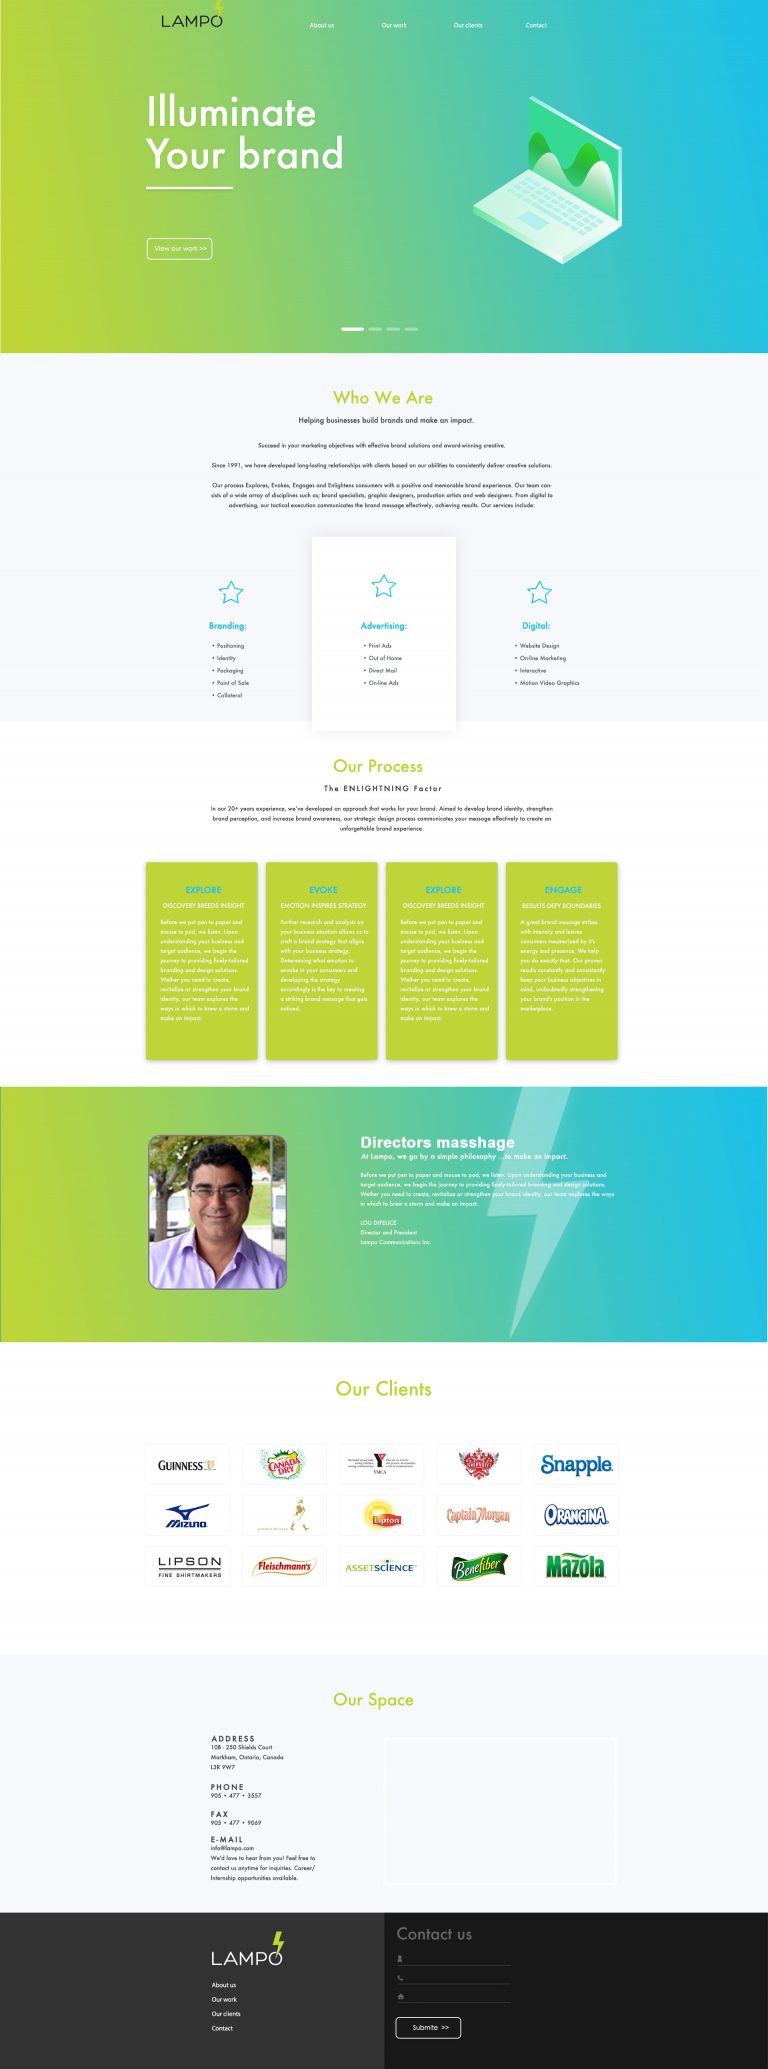 LAMPO
About us
Our work
Our clients
Contact
Illuminate
Your brand
View our work >>
Who We Are
Helping businesses build brands and make an impact.
Succeed in your marketing objectives with effective brand solutions and award-winning creative.
Since 1991, we have developed long-lasting relationships with clients based on our abilities to consistently deliver creative solutions.
Our process Explores, Evokes, Engages and Enlightens consumers with a positive and memorable brand experience. Our team con-
sists of a wide array of disciplines such as; brand specialists, graphic designers, production artists and web designers. From digital to
advertising, our tactical execution communicates the brand message effectively, achieving results. Our services include:
Branding:
• Positioning
• Identity
• Packaging
• Point of Sale
• Collateral
Advertising:
• Print Ads
• Out of Home
• Direct Mail
• On-line Ads
Digital:
• Website Design
• On-line Marketing
• Interactive
• Motion Video Graphics
Our Process
The ENLIGHTNING Factor
In our 20+ years experience, we've developed an approach that works for your brand. Aimed to develop brand identity, strengthen
brand perception, and increase brand awareness, our strategic design process communicates your message effectively to create an
unforgettable brand experience.
EXPLORE
DISCOVERY BREEDS INSIGHT
Before we put pen to paper and
mouse to pad, we listen. Upon
understanding your business and
target audience, we begin the
journey to providing finely-tailored
branding and design solutions.
Wether you need to create,
revitalize or strengthen your brand
identity, our team explores the
ways in which to brew a storm and
make an impact.
EVOKE
EMOTION INSPIRES STRATEGY
Further research and analysis on
your business situation allows us to
craft a brand strategy that aligns
with your business strategy.
Determining what emotion to
evoke in your consumers and
developing the strategy
accordingly is the key to creating
a striking brand message that gets
noticed.
EXPLORE
DISCOVERY BREEDS INSIGHT
Before we put pen to paper and
mouse to pad, we listen. Upon
understanding your business and
target audience, we begin the
journey to providing finely-tailored
branding and design solutions.
Wether you need to create,
revitalize or strengthen your brand
identity, our team explores the
ways in which to brew a storm and
make an impact.
ENGAGE
RESULTS DEFY BOUNDARIES
A great brand message strikes
with intensity and leaves
consumers mesmerized by it's
energy and presence. We help
you do exactly that. Our proven
results constantly and consistently
keep your business objectives in
mind, undoubtedly strengthening
your brand's position in the
marketplace.
Directors masshage
At Lampo, we go by a simple philosophy ...to make an impact.
Before we put pen to paper and mouse to pad, we listen. Upon understanding your business and
target audience, we begin the journey to providing finely-tailored branding and design solutions.
Wether you need to create, revitalize or strengthen your brand identity, our team explores the ways
in which to brew a storm and make an impact.
LOU DIFELICE
Director and President
Lampo Communications Inc.
Our Clients
GUINNESS
CANADA DRY
YMCA
SMIRNOFF
Snapple
MIZUNO
JOHNNIE WALKER
Lipton
Captain Morgan
ORANGINA
LIPSON
FINE SHIRTMAKERS
Fleischmann's
ASSETSCIENCE
Benefiber
Mazola
Our Space
ADDRESS
10B - 250 Shields Court
Markham, Ontario, Canada
L3R 9W7
PHONE
905 • 477 • 3557
FAX
905 • 477 • 9069
E-MAIL
info@lampo.com
We'd love to hear from you! Feel free to
contact us anytime for inquiries. Career/
Internship opportunities available.
LAMPO
About us
Our work
Our clients
Contact
Contact us
Submite >>